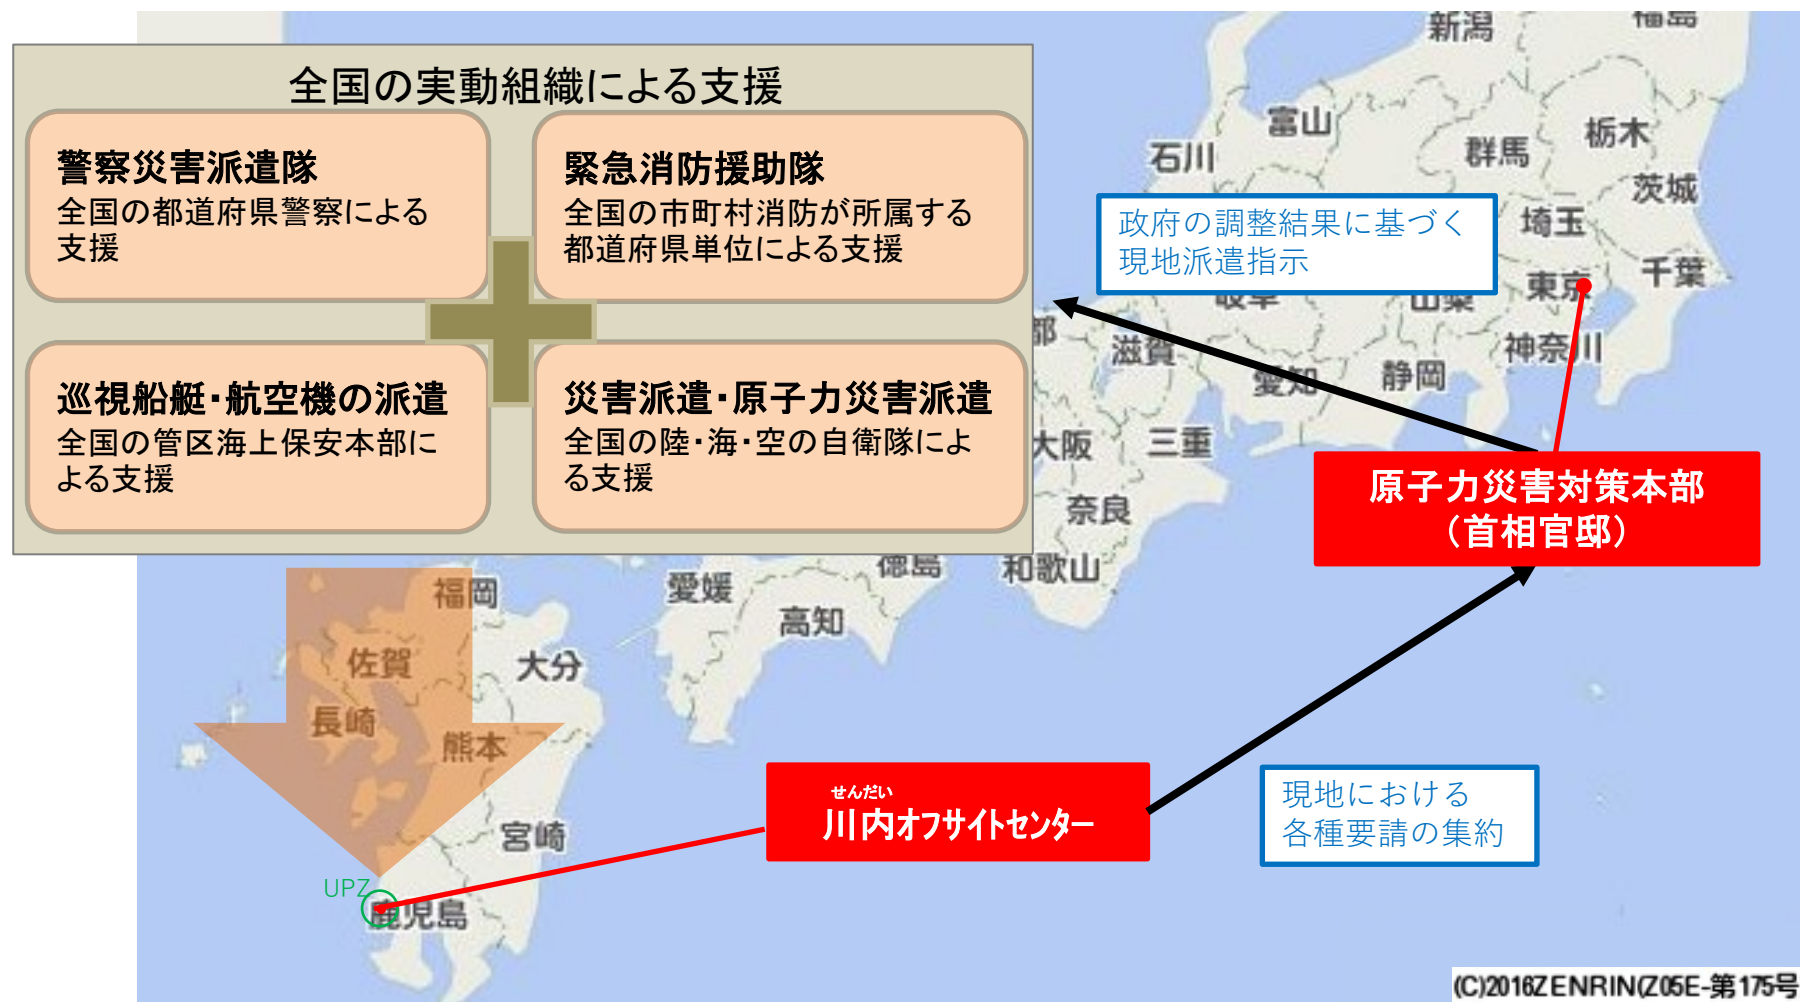 全国の実動組織による支援
警察災害派遣隊
全国の都道府県警察による
支援
緊急消防援助隊
全国の市町村消防が所属する
都道府県単位による支援
巡視船艇・航空機の派遣
全国の管区海上保安本部に
よる支援
災害派遣・原子力災害派遣
全国の陸・海・空の自衛隊によ
る支援
政府の調整結果に基づく
現地派遣指示
原子力災害対策本部
（首相官邸）
せんだい
川内オフサイトセンター
現地における
各種要請の集約
UPZ
新潟
福島
富山
石川
群馬
栃木
茨城
埼玉
千葉
東京
山梨
岐阜
神奈川
都
滋賀
愛知
静岡
大阪
三重
奈良
和歌山
徳島
愛媛
高知
福岡
佐賀
大分
長崎
熊本
宮崎
鹿児島
(C)2016ZENRIN(Z05E-第175号